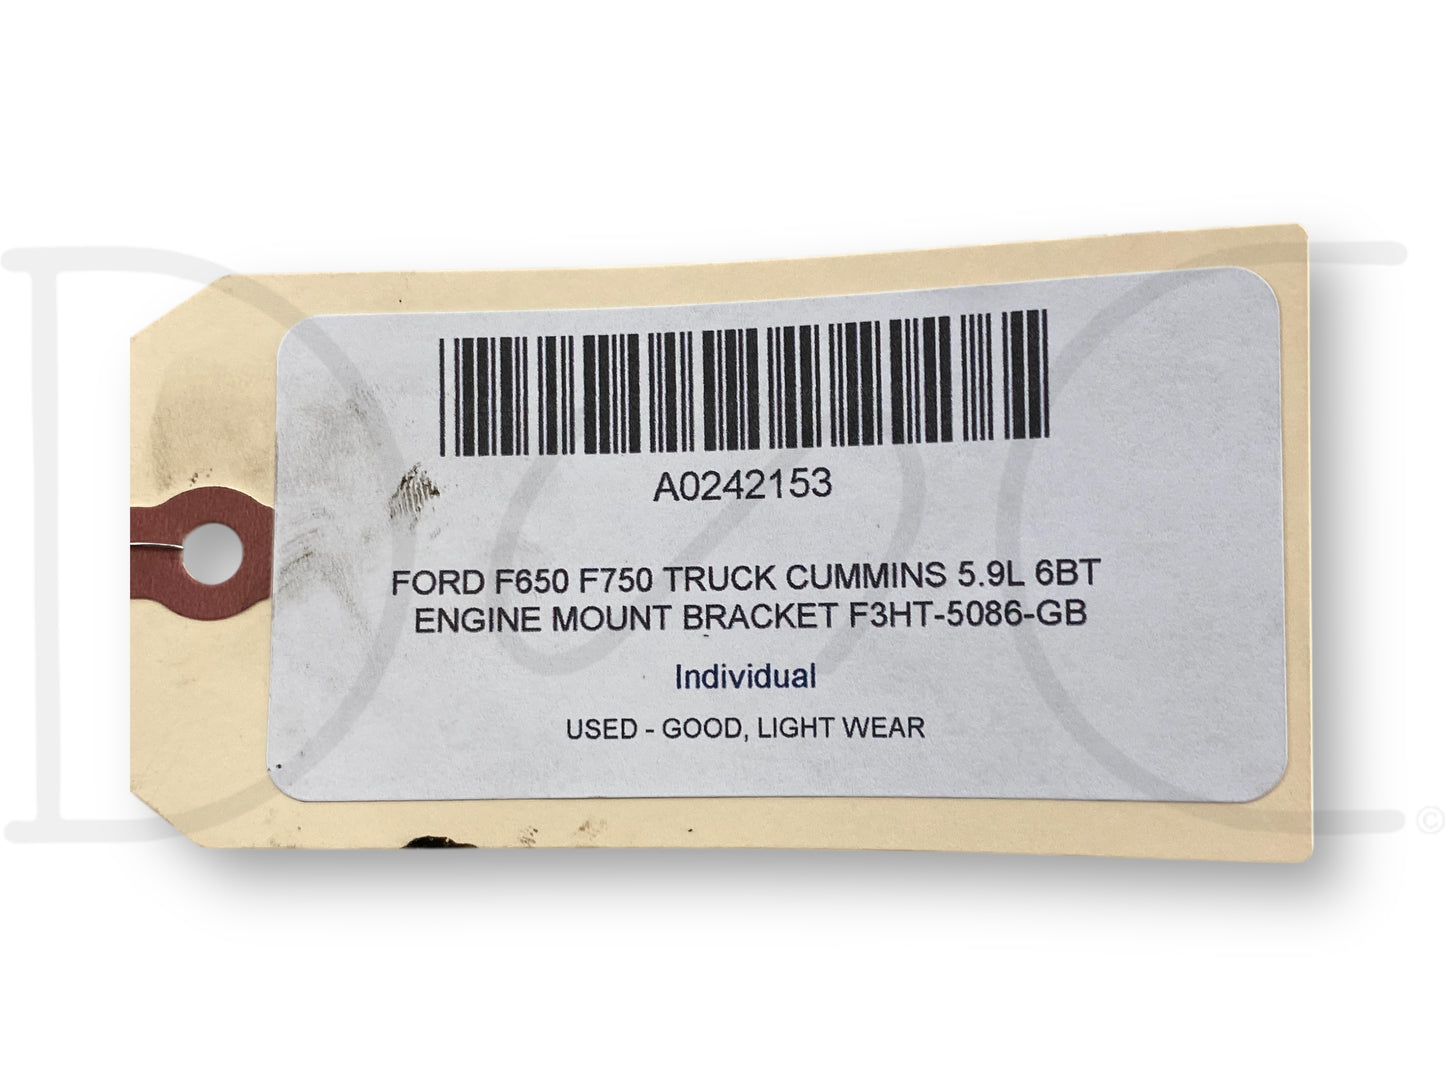 A0242153
FORD F650 F750 TRUCK CUMMINS 5.9L 6BT
ENGINE MOUNT BRACKET F3HT-5086-GB
Individual
USED - GOOD, LIGHT WEAR
©